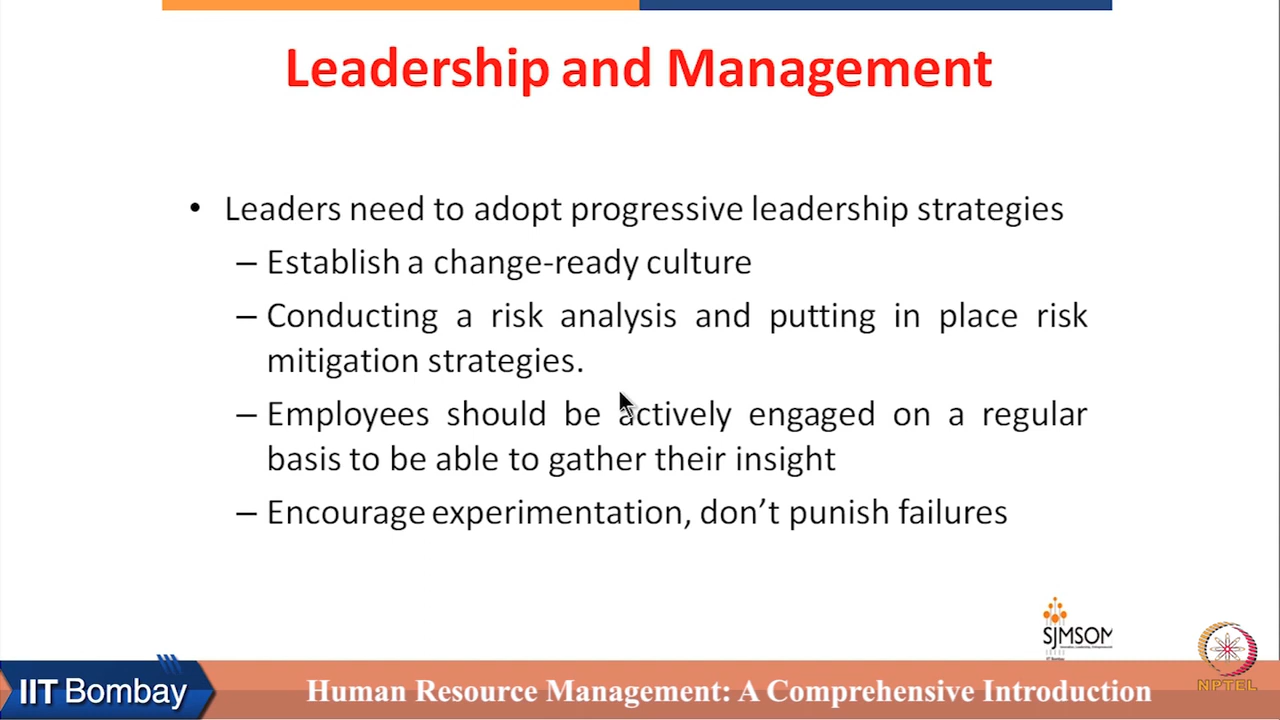 Leadership and Management
• Leaders need to adopt progressive leadership strategies
– Establish a change-ready culture
– Conducting a risk analysis and putting in place risk
mitigation strategies.
– Employees should be actively engaged on a regular
basis to be able to gather their insight
– Encourage experimentation, don’t punish failures
SJMSOM
IIT Bombay
Human Resource Management: A Comprehensive Introduction
NPTEL